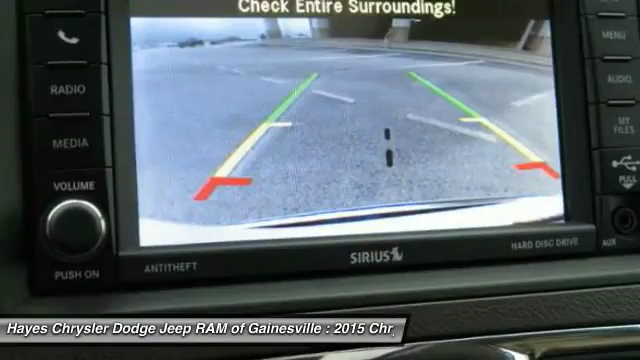 Check Entire Surroundings!
MENU
RADIO
AUDIO
MEDIA
MY
FILES
VOLUME
PULL
PUSH ON
ANTITHEFT
SIRIUS
HARD DISC DRIVE
AUX
Hayes Chrysler Dodge Jeep RAM of Gainesville : 2015 Chr